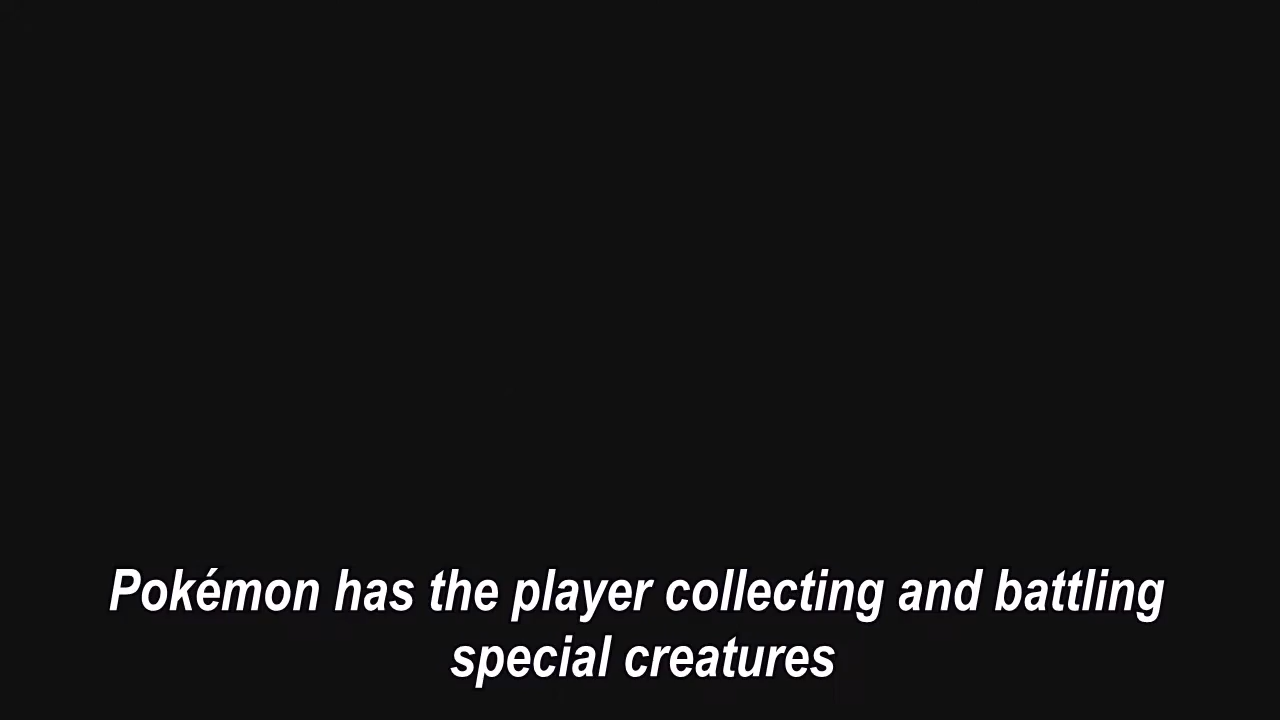 Pokémon has the player collecting and battling
special creatures